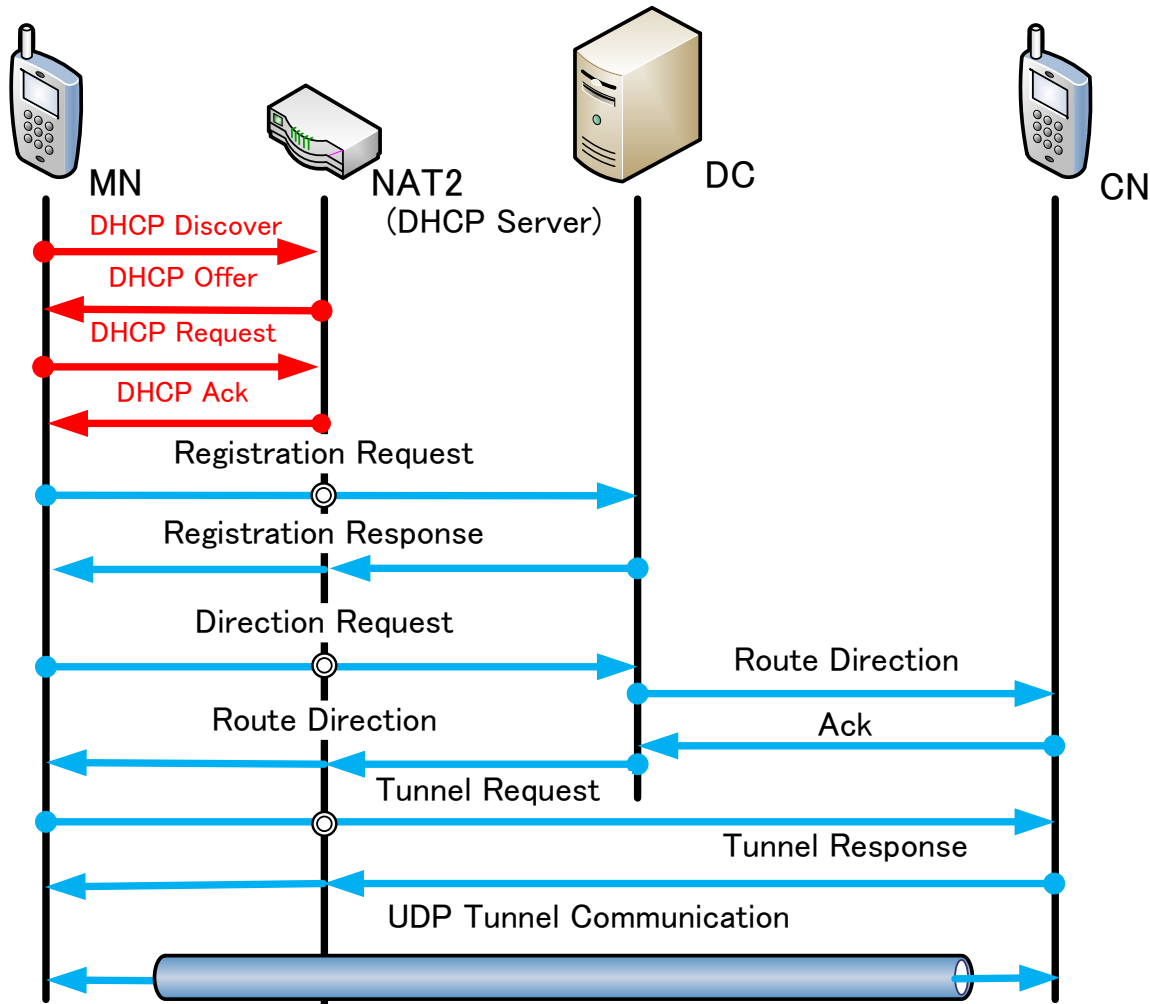 MN
NAT2
(DHCP Server)
DC
CN
DHCP Discover
DHCP Offer
DHCP Request
DHCP Ack
Registration Request
Registration Response
Direction Request
Route Direction
Route Direction
Ack
Tunnel Request
Tunnel Response
UDP Tunnel Communication